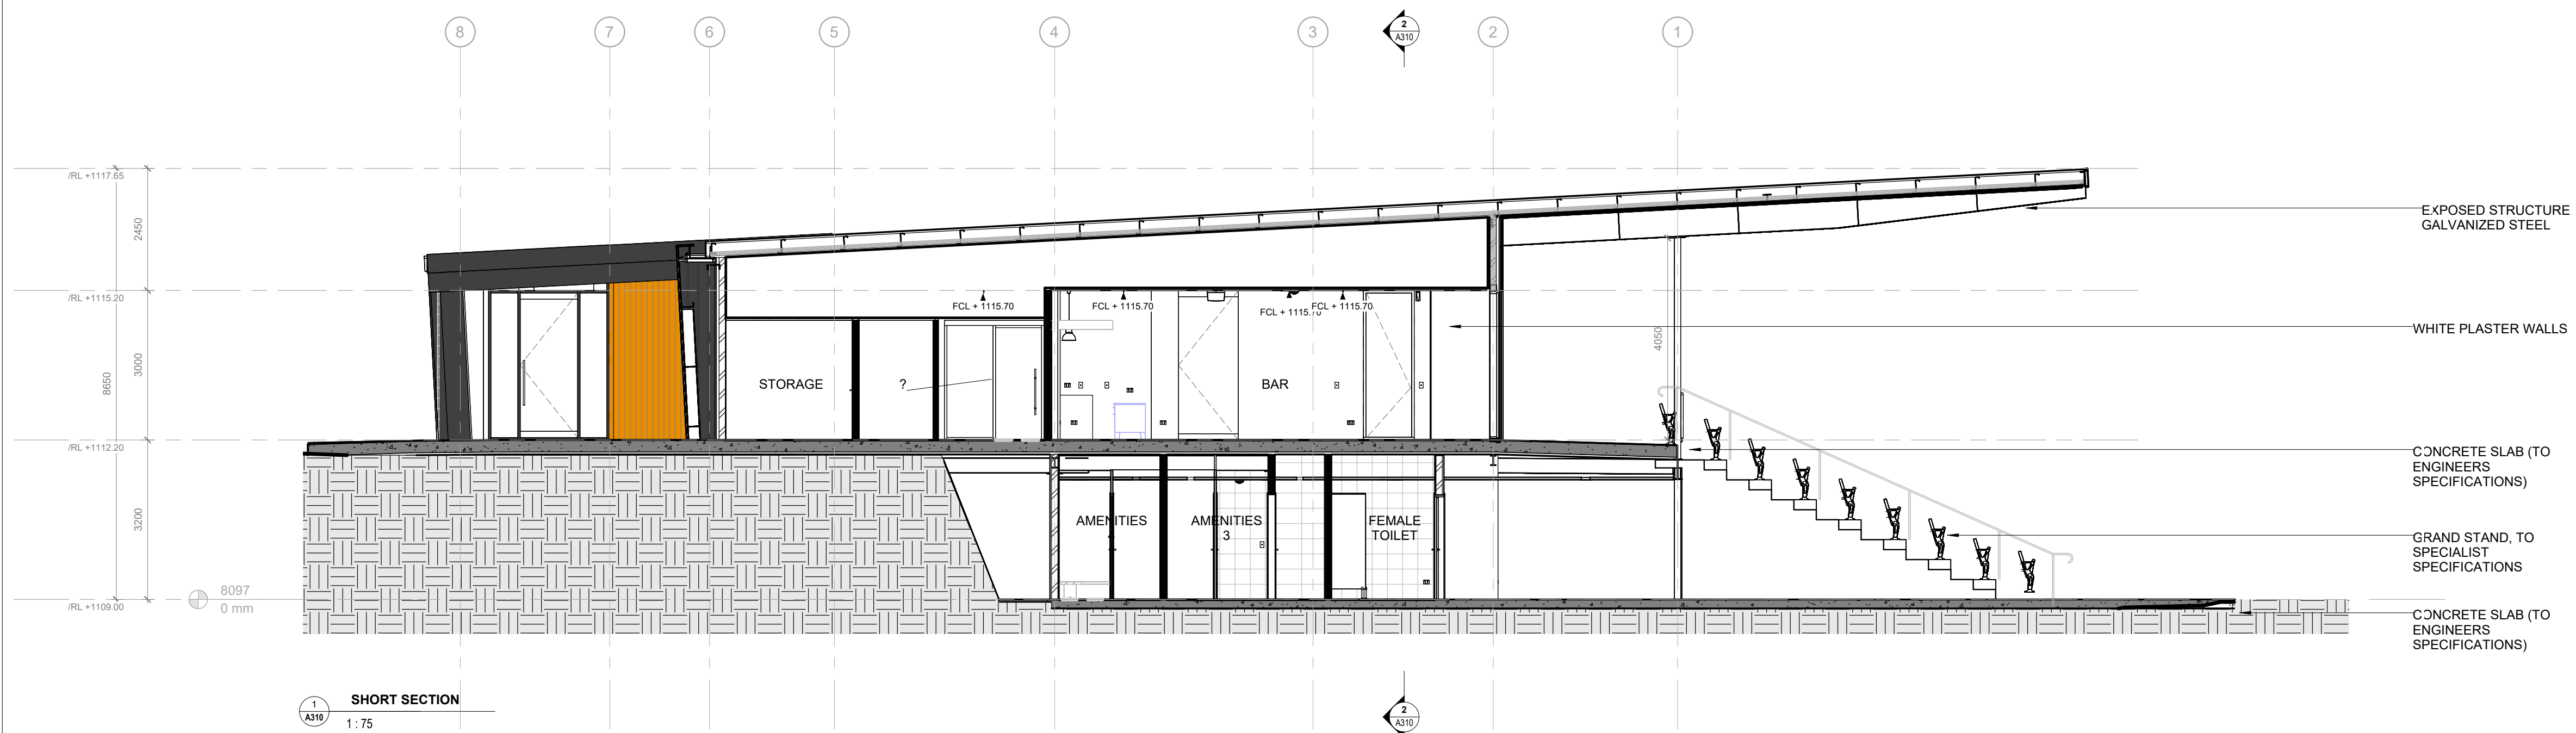 8
7
6
5
4
3
2
A310
2
1
/RL +1117.65
2450
/RL +1115.20
8650
3000
/RL +1112.20
3200
/RL +1109.00
8097
0 mm
FCL + 1115.70
FCL + 1115.70
FCL + 1115.70
FCL + 1115.70
4050
STORAGE
?
BAR
AMENITIES
AMENITIES
3
FEMALE
TOILET
EXPOSED STRUCTURE
GALVANIZED STEEL
WHITE PLASTER WALLS
CONCRETE SLAB (TO
ENGINEERS
SPECIFICATIONS)
GRAND STAND, TO
SPECIALIST
SPECIFICATIONS
CONCRETE SLAB (TO
ENGINEERS
SPECIFICATIONS)
1
A310
SHORT SECTION
1 : 75
2
A310